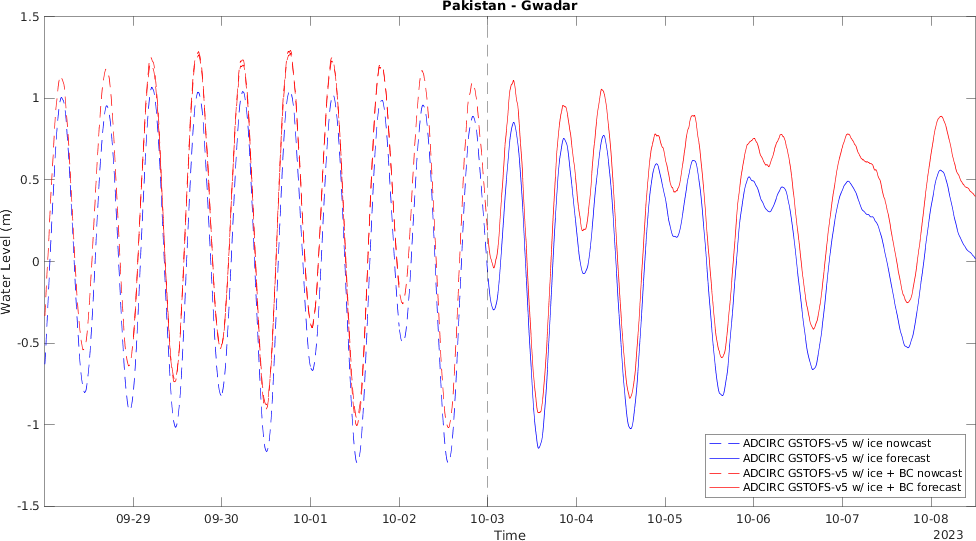 Pakistan - Gwadar
1.5
1
0.5
0
-0.5
-1
-1.5
Water Level (m)
ADCIRC GSTOFS-v5 w/ ice nowcast
ADCIRC GSTOFS-v5 w/ ice forecast
ADCIRC GSTOFS-v5 w/ ice + BC nowcast
ADCIRC GSTOFS-v5 w/ ice + BC forecast
09-29 09-30 10-01 10-02 10-03 10-04 10-05 10-06 10-07 10-08
Time
2023